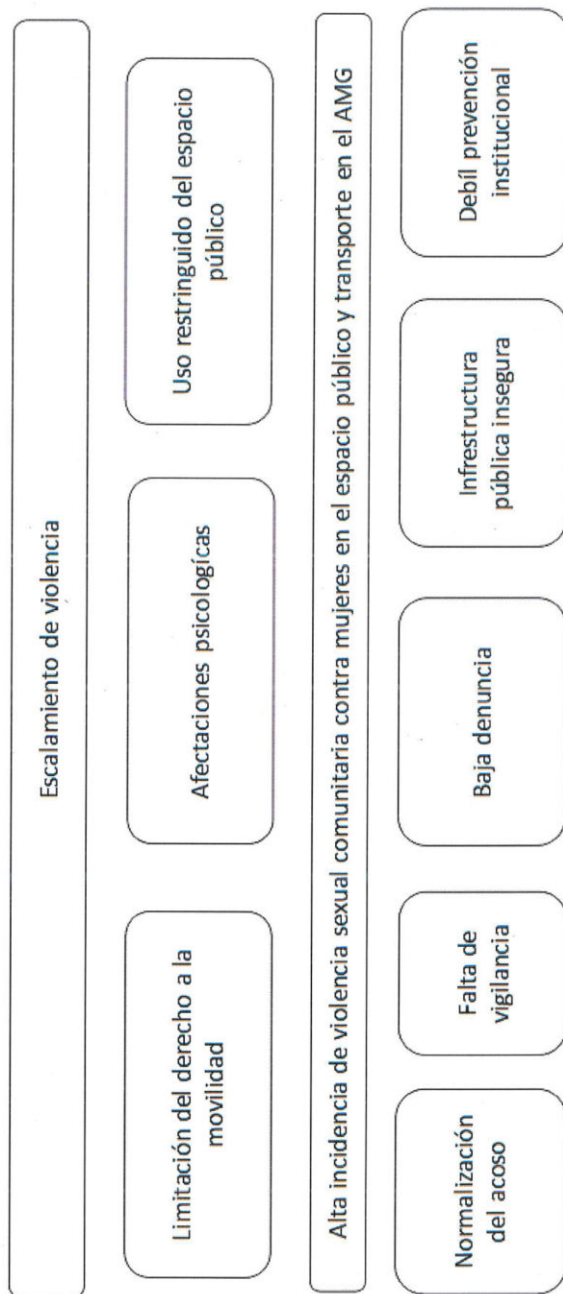 Escalamiento de violencia
Limitación del derecho a la
movilidad
Afectaciones psicologícas
Uso restringuido del espacio
público
Alta incidencia de violencia sexual comunitaria contra mujeres en el espacio público y transporte en el AMG
Normalización
del acoso
Falta de
vigilancia
Baja denuncia
Infrestructura
pública insegura
Debíl prevención
institucional